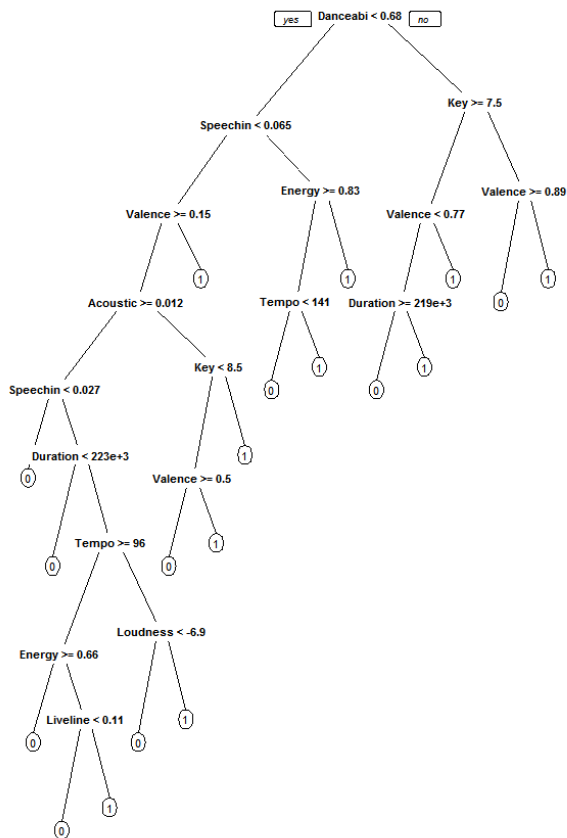 yes Danceabi < 0.68 no
Key >= 7.5
Speechin < 0.065
Energy >= 0.83 Valence >= 0.89
Valence >= 0.15 Valence < 0.77
1 1 1 1
Acoustic >= 0.012 Tempo < 141 Duration >= 219e+3 0
Key < 8.5 1 1
Speechin < 0.027 0 0
Duration < 223e+3 1
0 Valence >= 0.5
Tempo >= 96 1
0 0
Loudness < -6.9
Energy >= 0.66
Liveline < 0.11 1
0 0
1
0